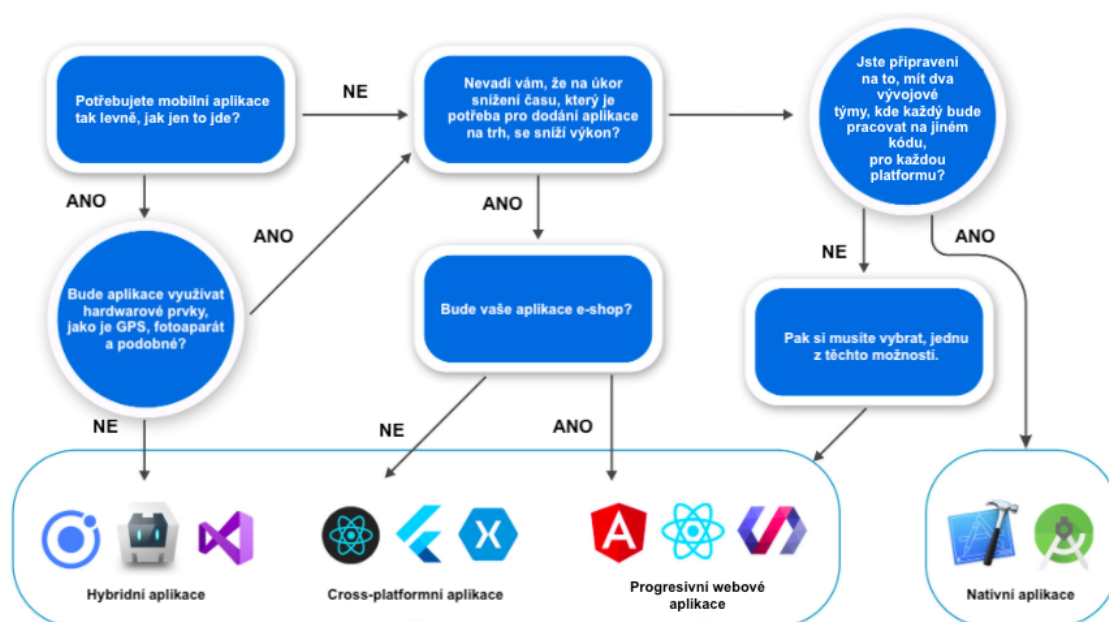 Potřebujete mobilní aplikace
tak levně, jak jen to jde?
NE
Nevadí vám, že na úkor
snížení času, který je
potřeba pro dodání aplikace
na trh, se sníží výkon?
Jste připraveni
na to, mít dva
vývojové
týmy, kde každý bude
pracovat na jiném
kódu,
pro každou
platformu?
ANO
ANO
ANO
NE
ANO
Bude aplikace využívat
hardwarové prvky,
jako je GPS, fotoaparát
a podobné?
Bude vaše aplikace e-shop?
Pak si musíte vybrat, jednu
z těchto možností.
NE
NE
ANO
Hybridní aplikace
Cross-platformní aplikace
Progresivní webové
aplikace
Nativní aplikace